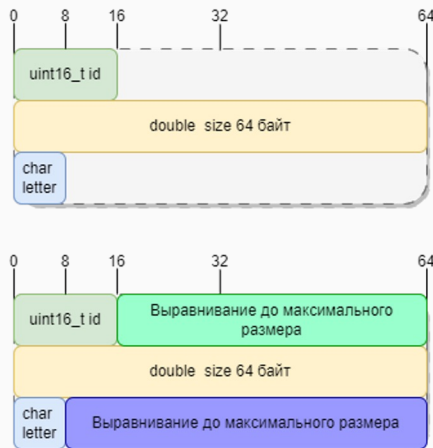 0 8 16 32 64
uint16_t id
double size 64 байт
char
letter
0 8 16 32 64
uint16_t id
Выравнивание до максимального
размера
double size 64 байт
char
letter
Выравнивание до максимального размера